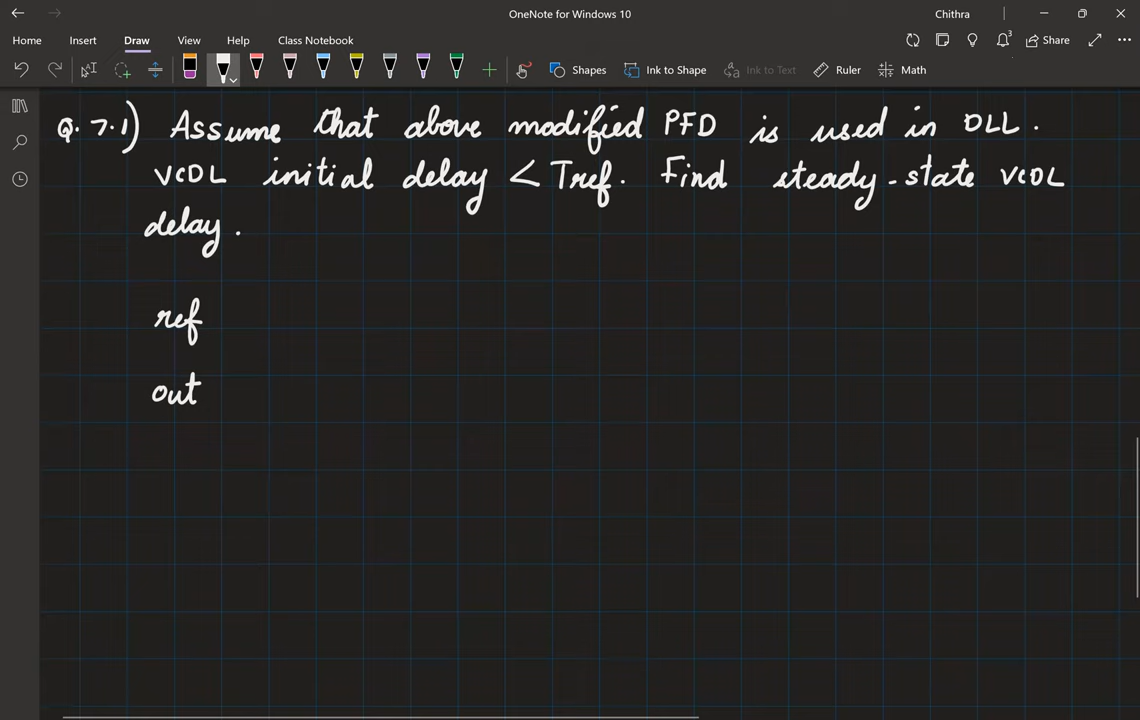 OneNote for Windows 10
Chithra
Home Insert Draw View Help Class Notebook
3 Share
Shapes Ink to Shape Ink to Text Ruler Math
Q. 7.1) Assume that above modified PFD is used in DLL.
VCDL initial delay < Tref. Find steady-state VCDL
delay.
ref
out